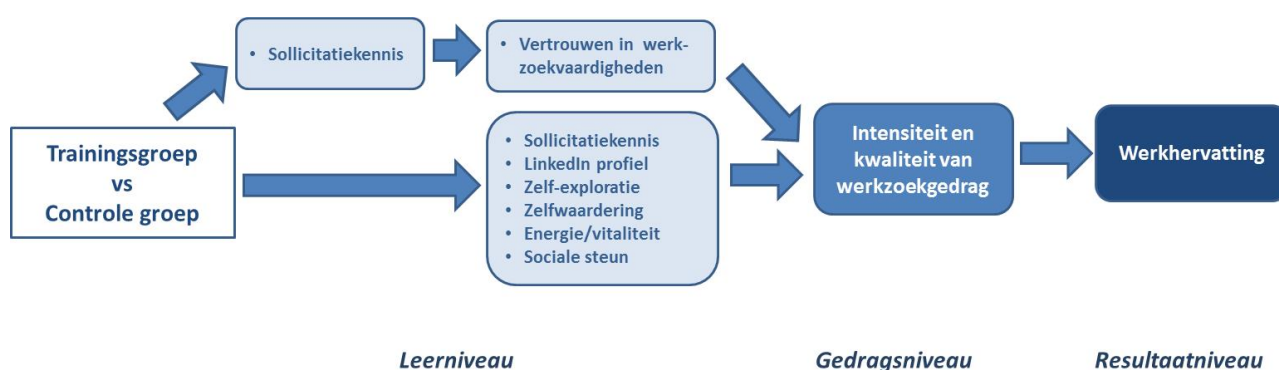 • Sollicitatiekennis
• Vertrouwen in werk-
zoekvaardigheden
Trainingsgroep
vs
Controle groep
• Sollicitatiekennis
• LinkedIn profiel
• Zelf-exploratie
• Zelfwaardering
• Energie/vitaliteit
• Sociale steun
Intensiteit en
kwaliteit van
werkzoekgedrag
Werkhervatting
Leerniveau
Gedragsniveau
Resultaatniveau